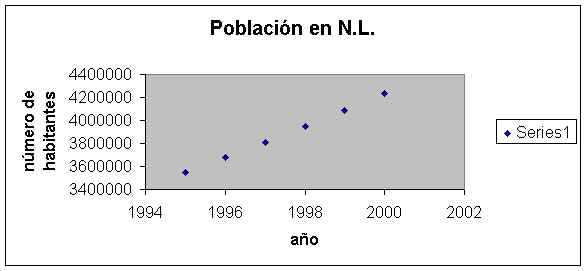 Población en N.L.
número de
habitantes
4400000
4200000
4000000
3800000
3600000
3400000
1994 1996 1998 2000 2002
año
Series1